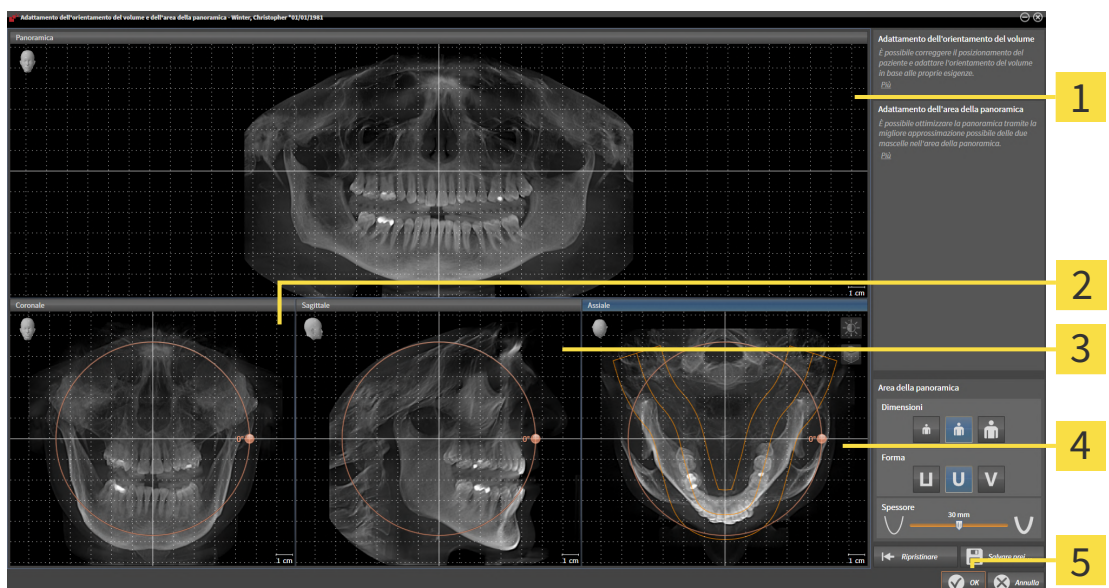 Adattamento dell'orientamento del volume e dell'area della panoramica - Winter, Christopher *01/01/1981
Panoramica
1 cm
Coronale
0°
1 cm
Sagittale
0°
1 cm
Assiale
0°
1 cm
Adattamento dell'orientamento del volume
È possibile correggere il posizionamento del
paziente e adattare l'orientamento del volume
in base alle proprie esigenze.
Più
Adattamento dell'area della panoramica
È possibile ottimizzare la panoramica tramite la
migliore approssimazione possibile delle due
mascelle nell'area della panoramica.
Più
Area della panoramica
Dimensioni
Forma
U
V
Spessore
30 mm
Ripristinare
Salvare
OK
Annulla
1
2
3
4
5